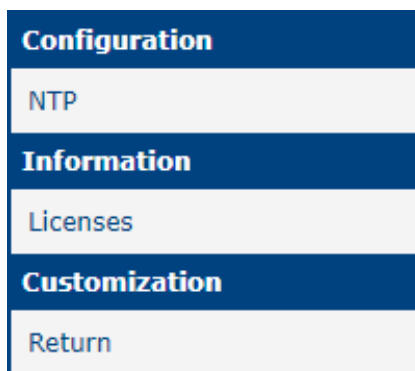 Configuration
NTP
Information
Licenses
Customization
Return